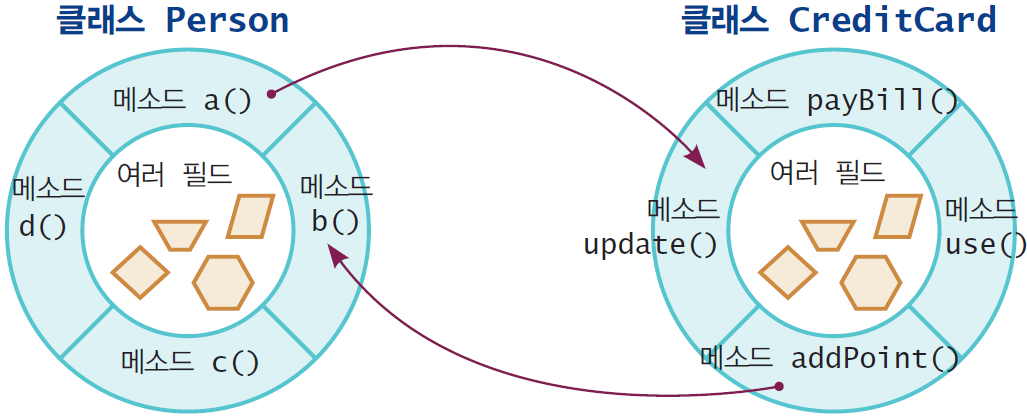 클래스 Person
메소드 a()
여러 필드
메소드
d()
메소드
b()
메소드 c()
클래스 CreditCard
메소드 payBill()
여러 필드
메소드
update()
메소드
use()
메소드 addPoint()